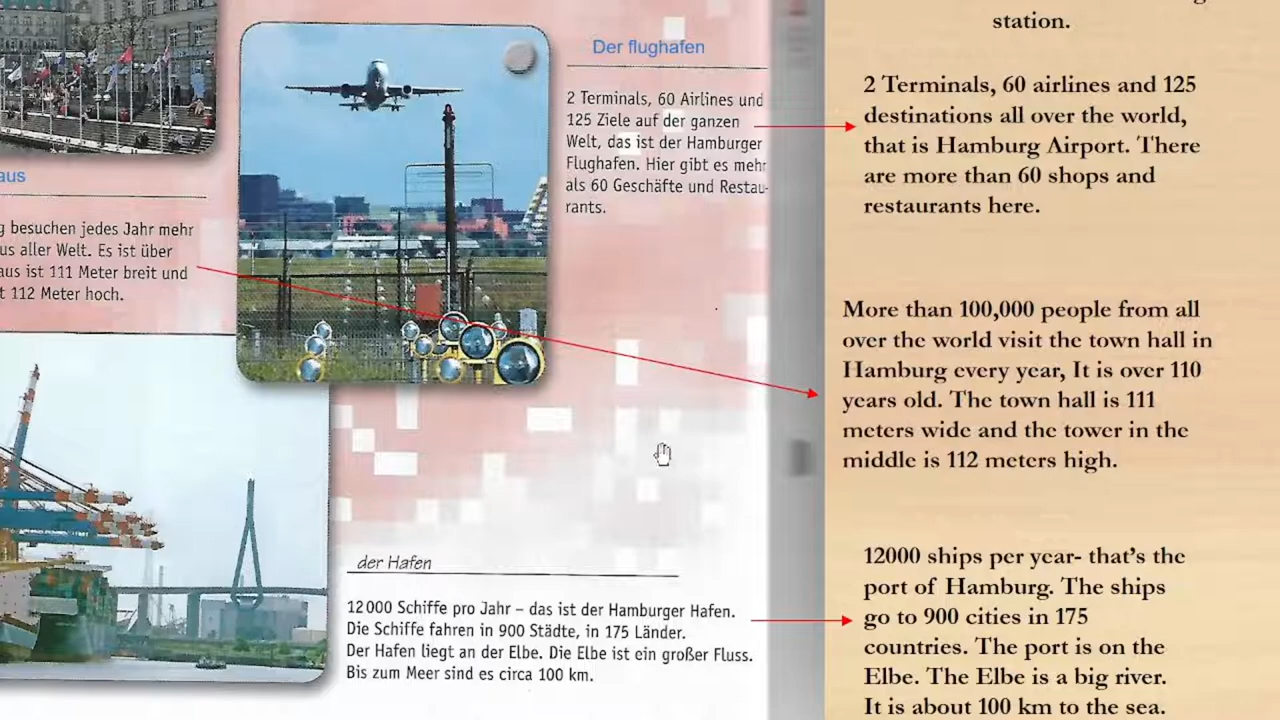 Der flughafen
2 Terminals, 60 Airlines und
125 Ziele auf der ganzen
Welt, das ist der Hamburger
Flughafen. Hier gibt es mehr
als 60 Geschäfte und Restau-
rants.
aus
g besuchen jedes Jahr mehr
us aller Welt. Es ist über
aus ist 111 Meter breit und
t 112 Meter hoch.
der Hafen
12 000 Schiffe pro Jahr – das ist der Hamburger Hafen.
Die Schiffe fahren in 900 Städte, in 175 Länder.
Der Hafen liegt an der Elbe. Die Elbe ist ein großer Fluss.
Bis zum Meer sind es circa 100 km.
station.
2 Terminals, 60 airlines and 125
destinations all over the world,
that is Hamburg Airport. There
are more than 60 shops and
restaurants here.
More than 100,000 people from all
over the world visit the town hall in
Hamburg every year, It is over 110
years old. The town hall is 111
meters wide and the tower in the
middle is 112 meters high.
12000 ships per year- that’s the
port of Hamburg. The ships
go to 900 cities in 175
countries. The port is on the
Elbe. The Elbe is a big river.
It is about 100 km to the sea.